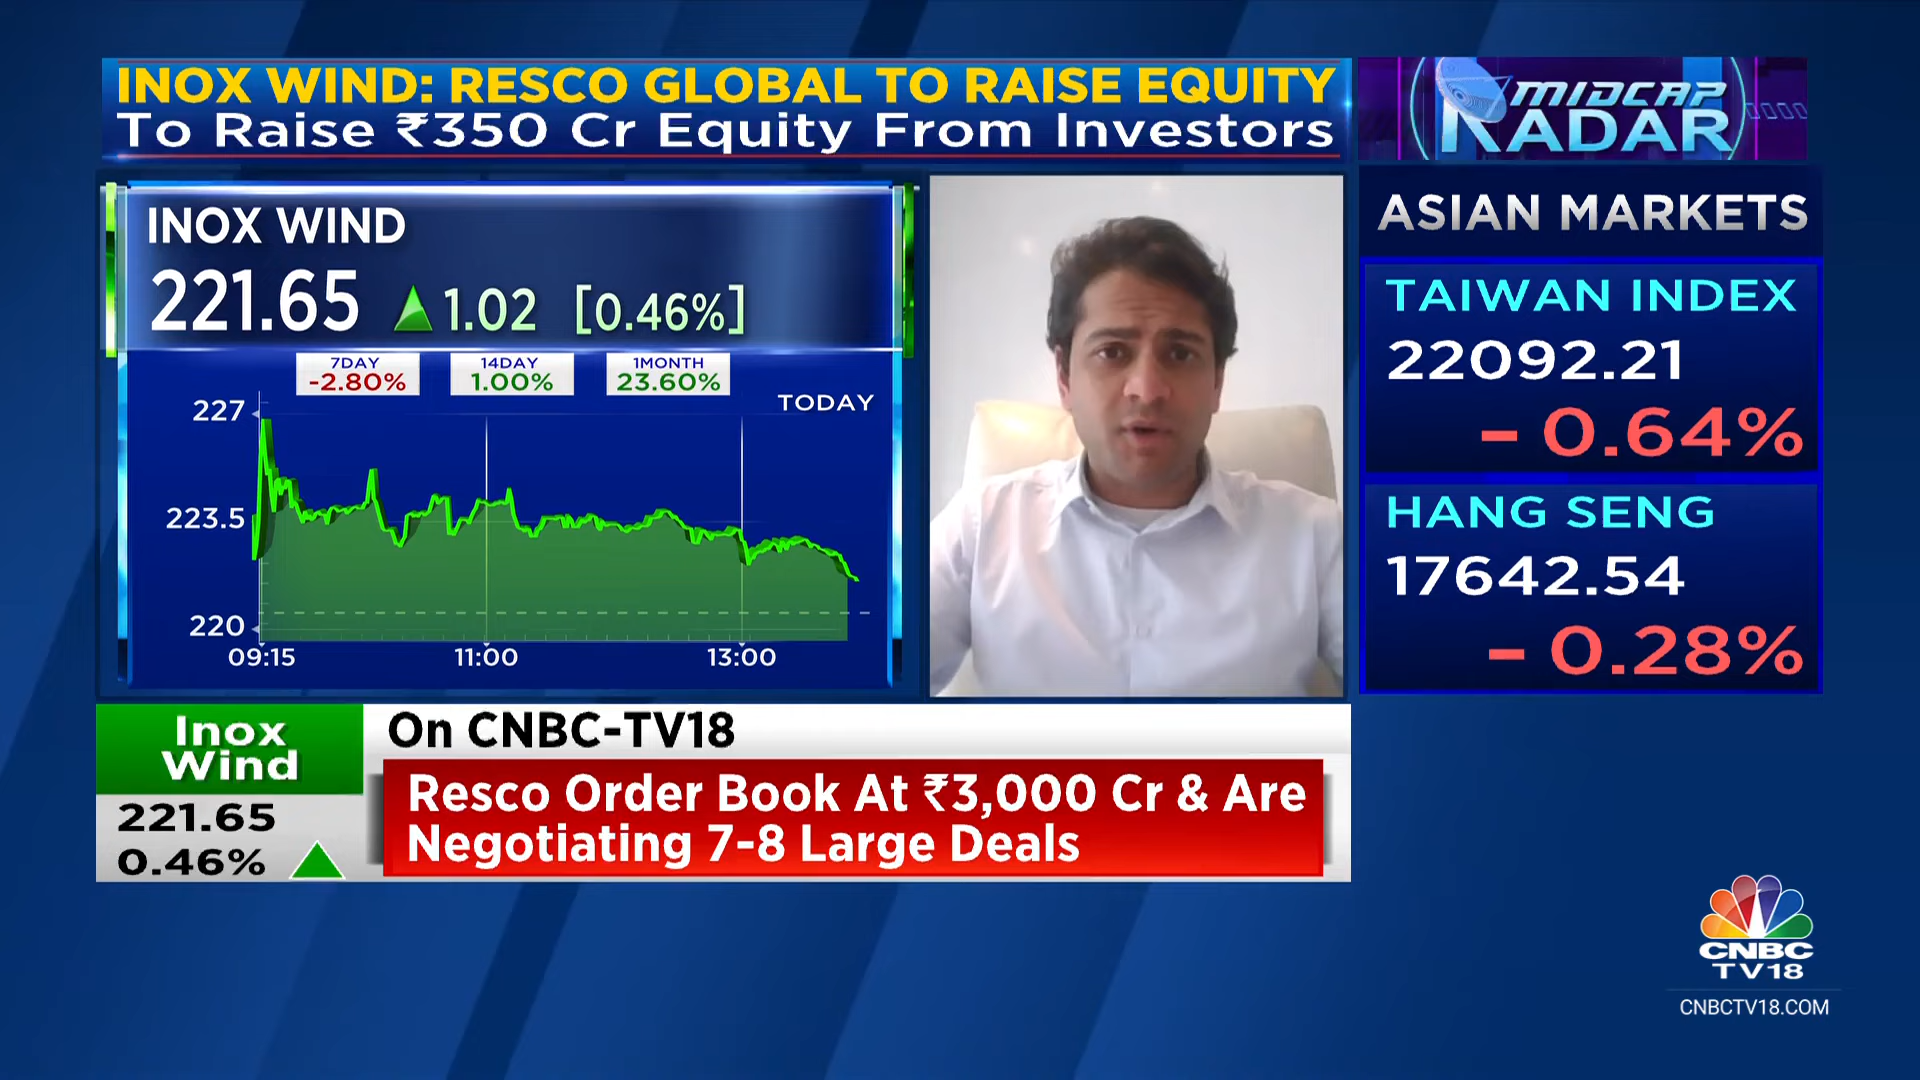 INOX WIND: RESCO GLOBAL TO RAISE EQUITY
To Raise ₹350 Cr Equity From Investors
MIDCAP
RADAR
INOX WIND
221.65 ▲ 1.02 [0.46%]
7DAY
-2.80%
14DAY
1.00%
1MONTH
23.60%
TODAY
227
223.5
220
09:15 11:00 13:00
ASIAN MARKETS
TAIWAN INDEX
22092.21
- 0.64%
HANG SENG
17642.54
- 0.28%
Inox
Wind
221.65
0.46% ▲
On CNBC-TV18
Resco Order Book At ₹3,000 Cr & Are
Negotiating 7-8 Large Deals
CNBC
TV18
CNBCTV18.COM